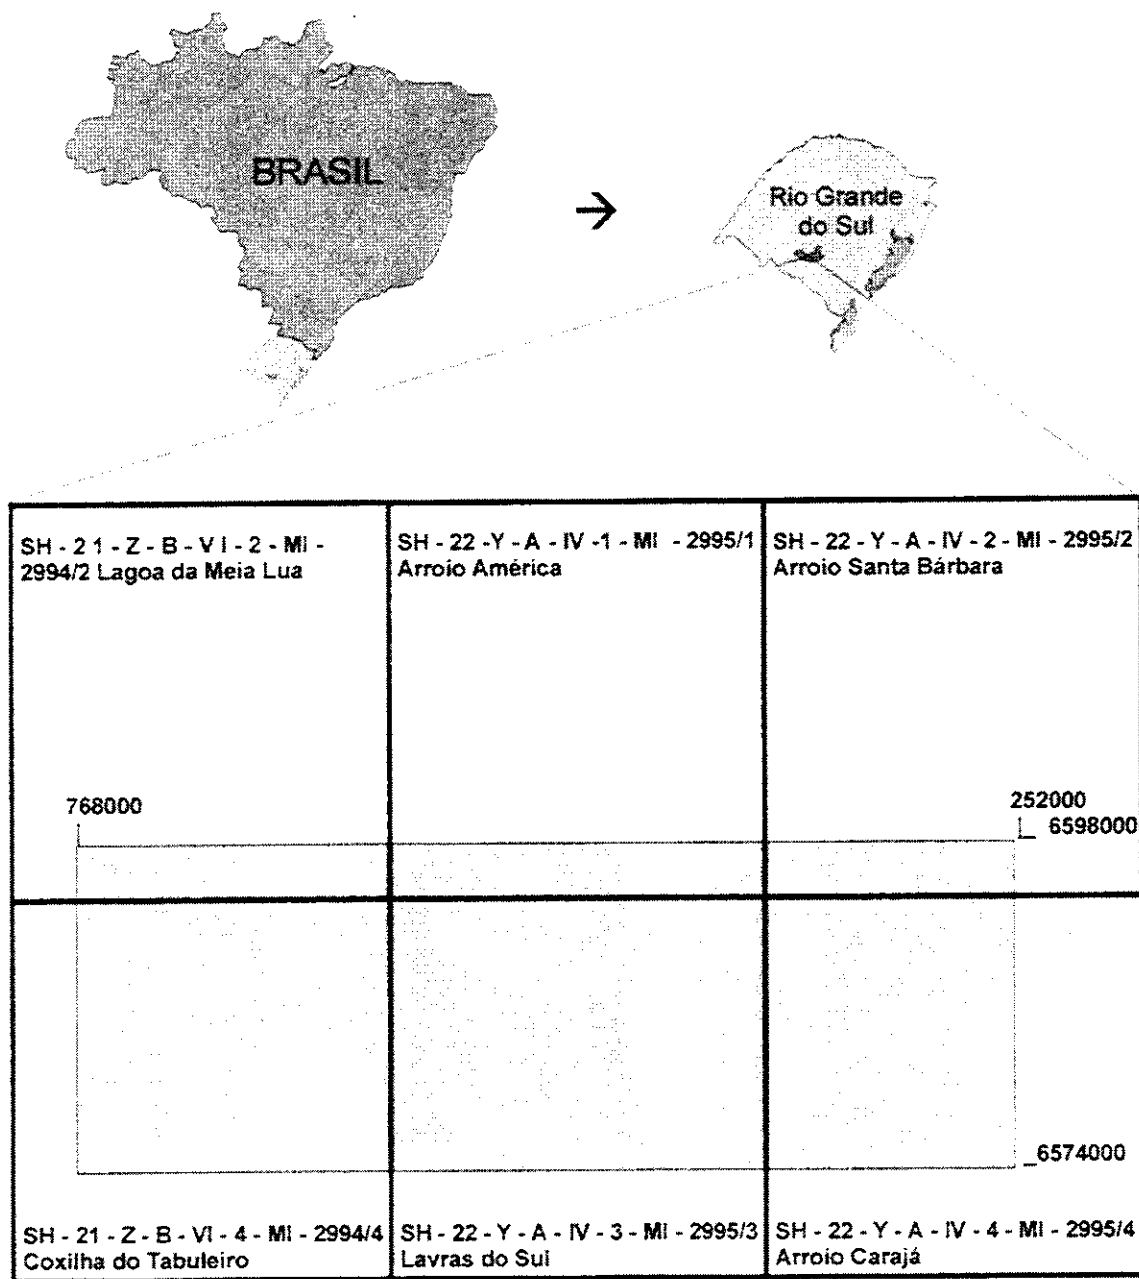 BRASIL
→
Rio Grande
do Sul
SH - 2 1 - Z - B - V I - 2 - MI -
2994/2 Lagoa da Meia Lua
SH - 22 -Y - A - IV -1 - MI - 2995/1
Arroio América
SH - 22 - Y - A - IV - 2 - MI - 2995/2
Arroio Santa Bárbara
768000
252000
6598000
6574000
SH - 21 - Z - B - VI - 4 - MI - 2994/4
Coxilha do Tabuleiro
SH - 22 - Y - A - IV - 3 - MI - 2995/3
Lavras do Sul
SH - 22 - Y - A - IV - 4 - MI - 2995/4
Arroio Carajá